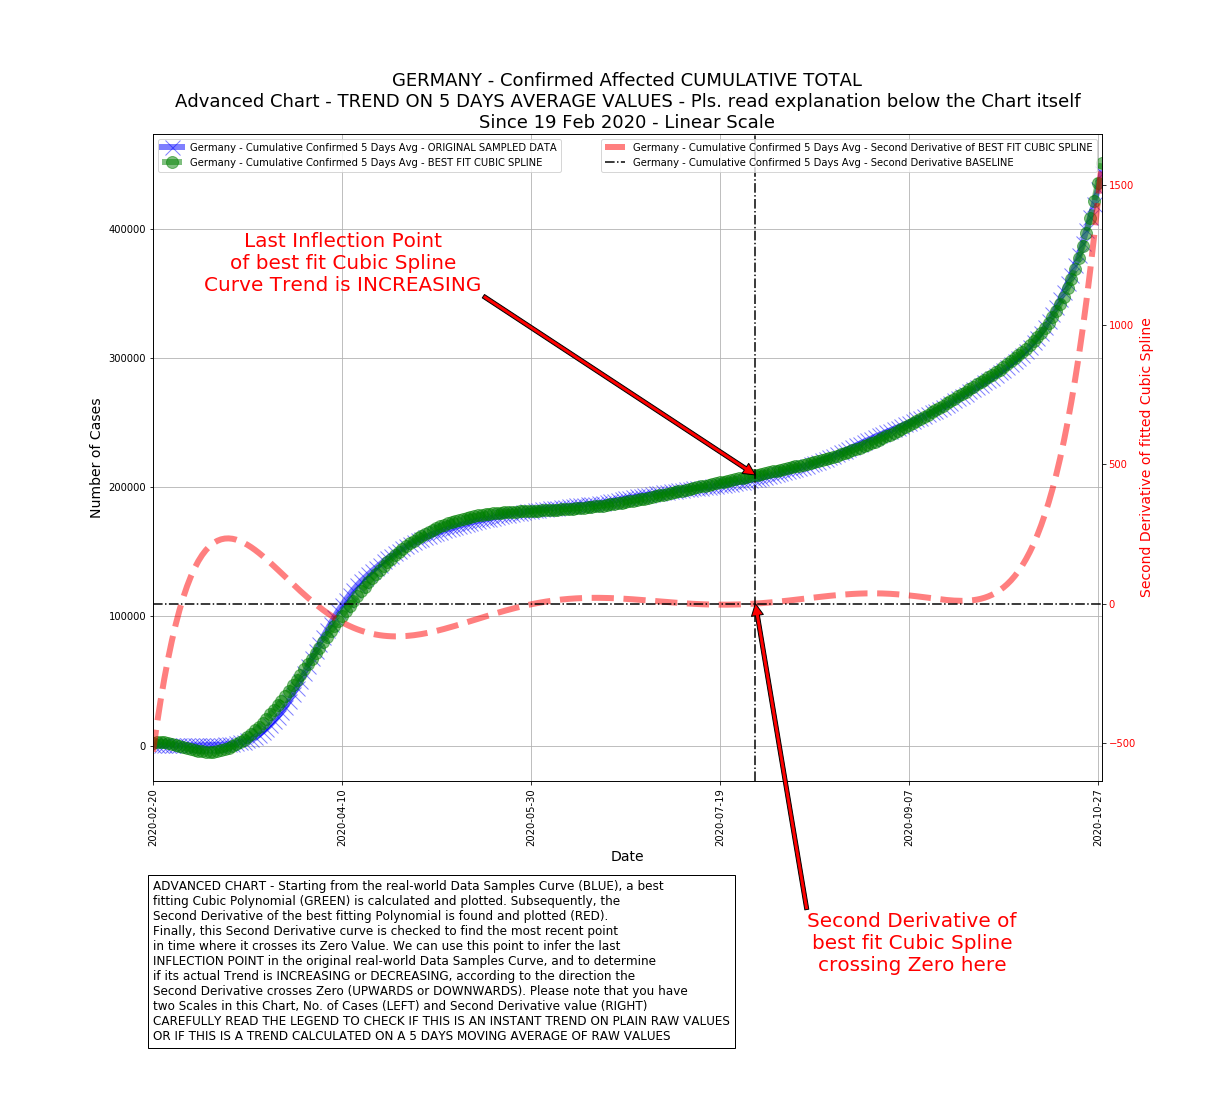 GERMANY - Confirmed Affected CUMULATIVE TOTAL
Advanced Chart - TREND ON 5 DAYS AVERAGE VALUES - Pls. read explanation below the Chart itself
Since 19 Feb 2020 - Linear Scale
Germany - Cumulative Confirmed 5 Days Avg - ORIGINAL SAMPLED DATA
Germany - Cumulative Confirmed 5 Days Avg - BEST FIT CUBIC SPLINE
Germany - Cumulative Confirmed 5 Days Avg - Second Derivative of BEST FIT CUBIC SPLINE
Germany - Cumulative Confirmed 5 Days Avg - Second Derivative BASELINE
Last Inflection Point
of best fit Cubic Spline
Curve Trend is INCREASING
Number of Cases
400000
300000
200000
100000
0
1500
1000
500
0
−500
Second Derivative of fitted Cubic Spline
2020-02-20
2020-04-10
2020-05-30
2020-07-19
2020-09-07
2020-10-27
Date
Second Derivative of
best fit Cubic Spline
crossing Zero here
ADVANCED CHART - Starting from the real-world Data Samples Curve (BLUE), a best
fitting Cubic Polynomial (GREEN) is calculated and plotted. Subsequently, the
Second Derivative of the best fitting Polynomial is found and plotted (RED).
Finally, this Second Derivative curve is checked to find the most recent point
in time where it crosses its Zero Value. We can use this point to infer the last
INFLECTION POINT in the original real-world Data Samples Curve, and to determine
if its actual Trend is INCREASING or DECREASING, according to the direction the
Second Derivative crosses Zero (UPWARDS or DOWNWARDS). Please note that you have
two Scales in this Chart, No. of Cases (LEFT) and Second Derivative value (RIGHT)
CAREFULLY READ THE LEGEND TO CHECK IF THIS IS AN INSTANT TREND ON PLAIN RAW VALUES
OR IF THIS IS A TREND CALCULATED ON A 5 DAYS MOVING AVERAGE OF RAW VALUES